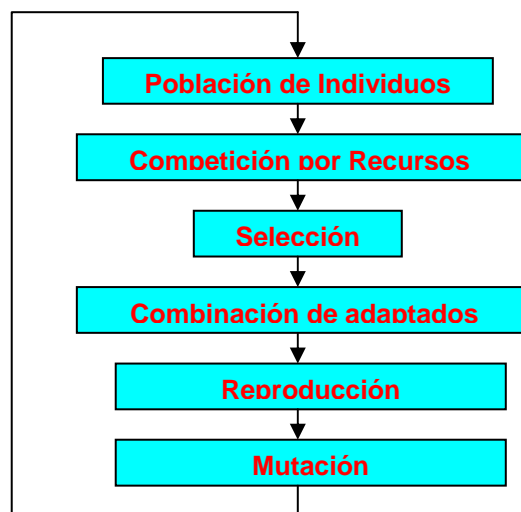 Población de Individuos
Competición por Recursos
Selección
Combinación de adaptados
Reproducción
Mutación